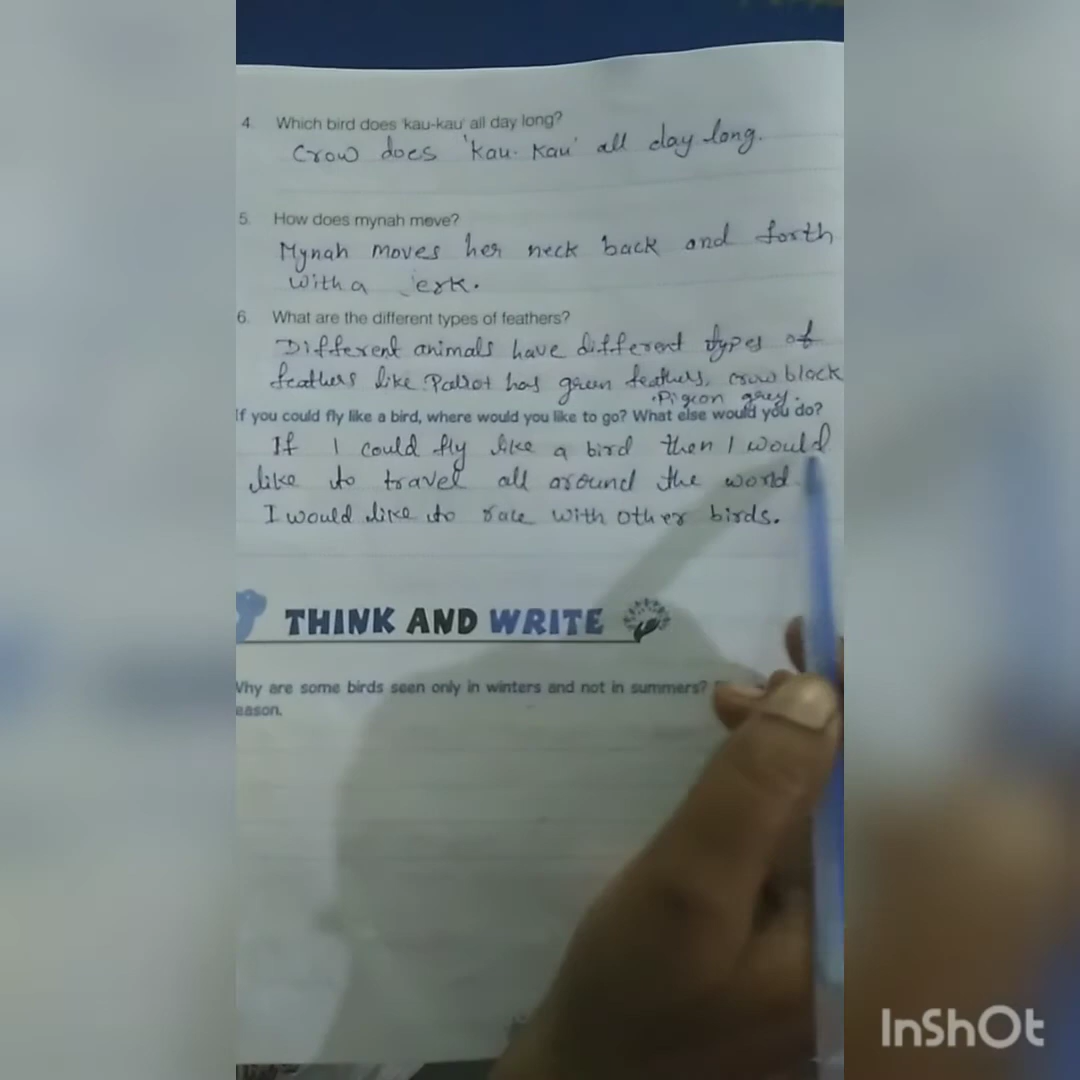 4. Which bird does 'kau-kau' all day long?
Crow does 'kau-kau' all day long.
5. How does mynah move?
Mynah moves her neck back and forth
with a jerk.
6. What are the different types of feathers?
Different animals have different types of
feathers like Parrot has green feathers, crow black
Pigeon grey.
If you could fly like a bird, where would you like to go? What else would you do?
If I could fly like a bird then I would
like to travel all around the world.
I would like to race with other birds.
THINK AND WRITE
Why are some birds seen only in winters and not in summers?
eason.
InShOt